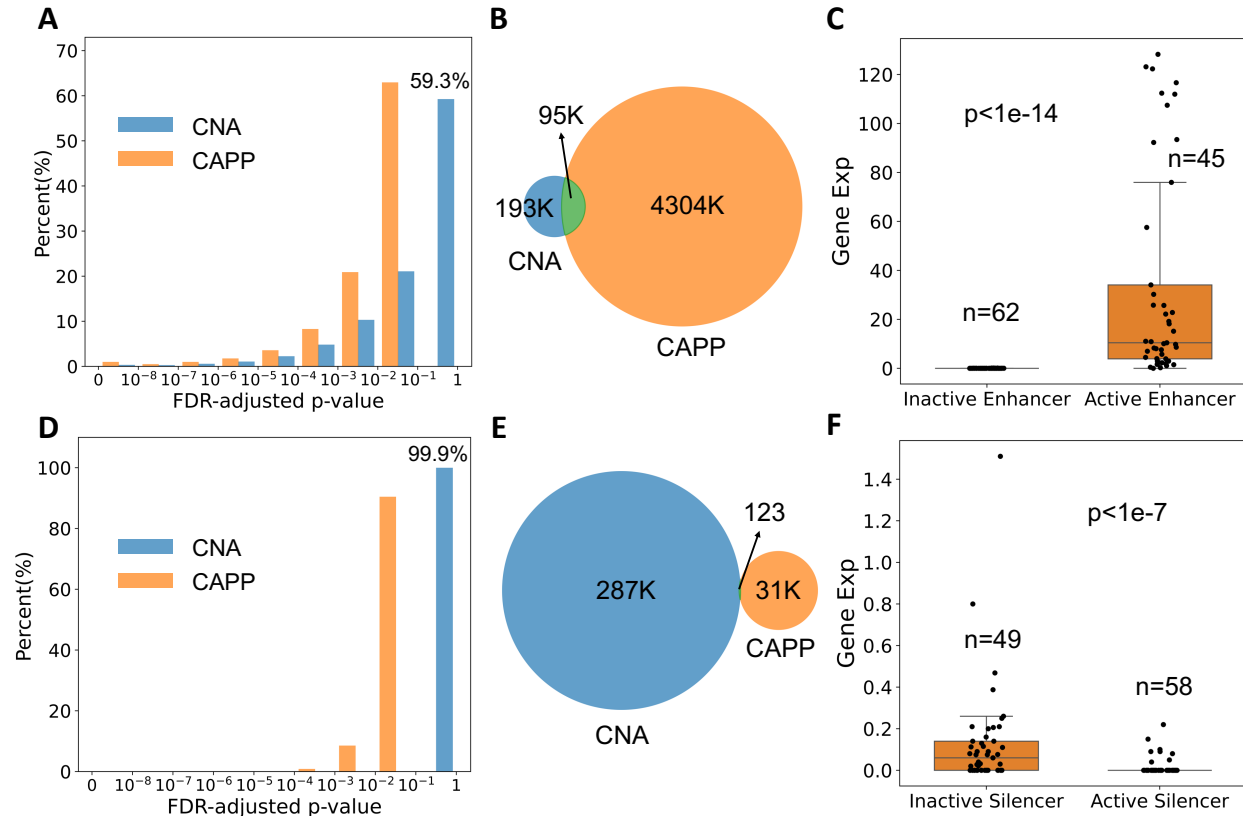 A
70
60
50
40
30
20
10
0
Percent(%)
59.3%
CNA
CAPP
0 10⁻⁸ 10⁻⁷ 10⁻⁶ 10⁻⁵ 10⁻⁴ 10⁻³ 10⁻² 10⁻¹ 1
FDR-adjusted p-value
B
95K
193K
4304K
CNA
CAPP
C
120
100
80
60
40
20
0
Gene Exp
p<1e-14
n=45
n=62
Inactive Enhancer Active Enhancer
D
100
80
60
40
20
0
Percent(%)
99.9%
CNA
CAPP
0 10⁻⁸ 10⁻⁷ 10⁻⁶ 10⁻⁵ 10⁻⁴ 10⁻³ 10⁻² 10⁻¹ 1
FDR-adjusted p-value
E
123
287K
31K
CAPP
CNA
F
1.4
1.2
1.0
0.8
0.6
0.4
0.2
0.0
Gene Exp
p<1e-7
n=49
n=58
Inactive Silencer Active Silencer